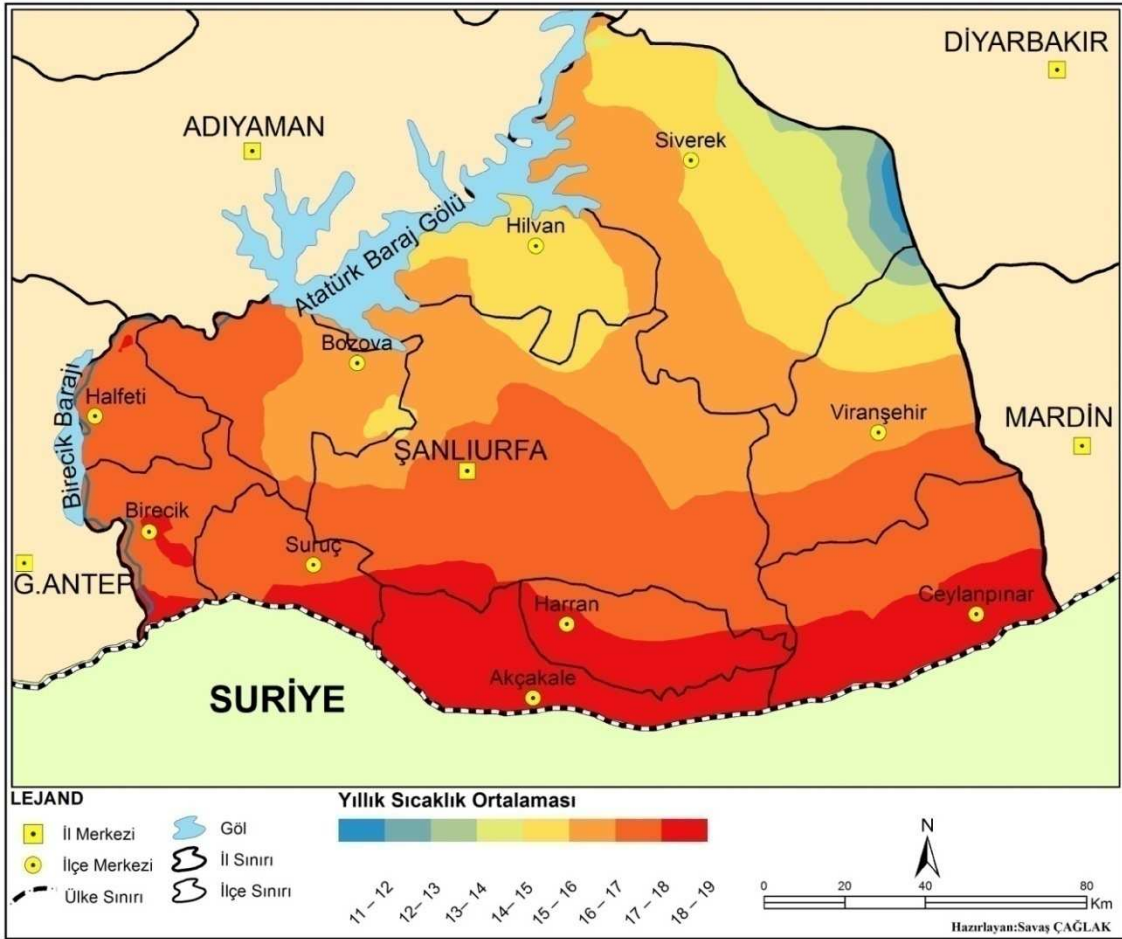 DİYARBAKIR
ADIYAMAN
Siverek
Hilvan
Atatürk Baraj Gölü
Bozova
Birecik Barajı
Halfeti
Viranşehir
MARDİN
ŞANLIURFA
Birecik
Suruç
G.ANTEP
Harran
Ceylanpınar
Akçakale
SURİYE
LEJAND
İl Merkezi
İlçe Merkezi
Ülke Sınırı
Göl
İl Sınırı
İlçe Sınırı
Yıllık Sıcaklık Ortalaması
11 – 12
12– 13
13– 14
14– 15
15 – 16
16 – 17
17 – 18
18 – 19
N
0 20 40 80
Km
Hazırlayan:Savaş ÇAĞLAK